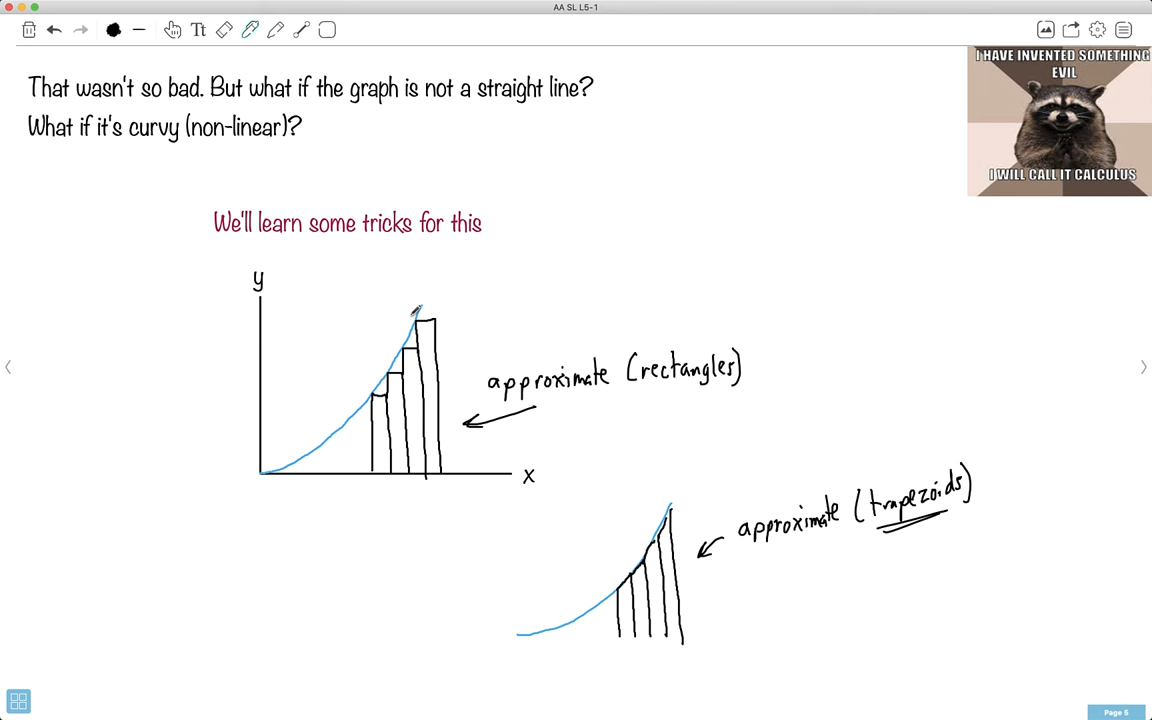 AA SL L5-1
Tt
I HAVE INVENTED SOMETHING
EVIL
I WILL CALL IT CALCULUS
That wasn't so bad. But what if the graph is not a straight line?
What if it's curvy (non-linear)?
We'll learn some tricks for this
y
approximate (rectangles)
x
approximate (trapezoids)
Page 5